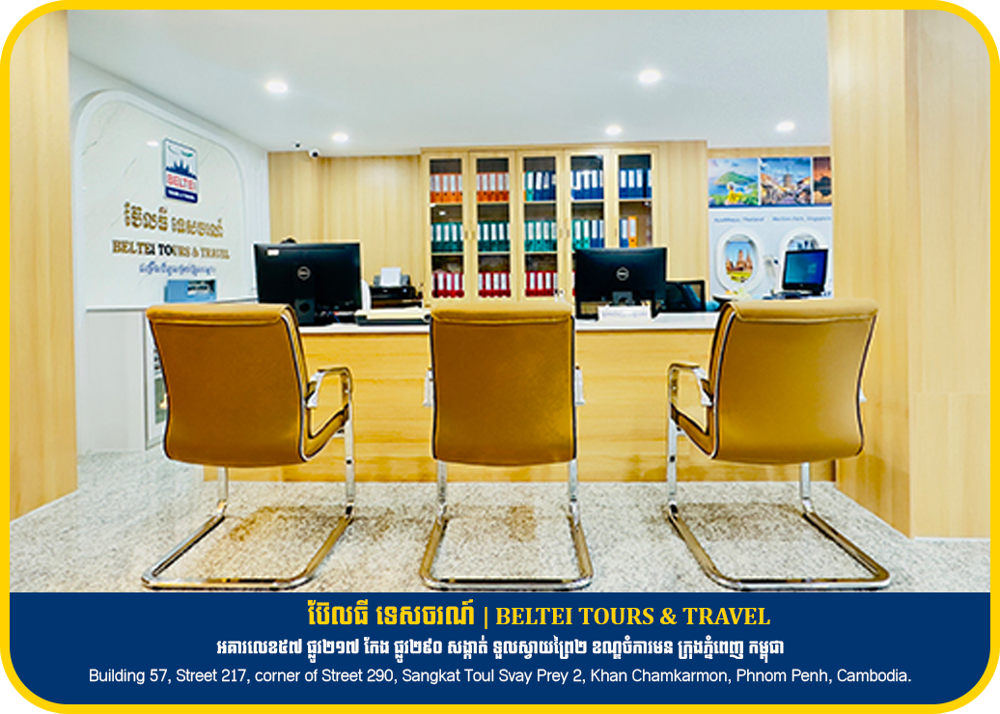 BELTEI
ប៊ែលធី ទេសចរណ៍
BELTEI TOURS & TRAVEL
DELL
DELL
ប៊ែលធី ទេសចរណ៍ | BELTEI TOURS & TRAVEL
អគារលេខ៥៧ ផ្លូវ២១៧ កែង ផ្លូវ២៩០ សង្កាត់ ទួលស្វាយព្រៃ២ ខណ្ឌចំការមន ក្រុងភ្នំពេញ កម្ពុជា
Building 57, Street 217, corner of Street 290, Sangkat Toul Svay Prey 2, Khan Chamkarmon, Phnom Penh, Cambodia.